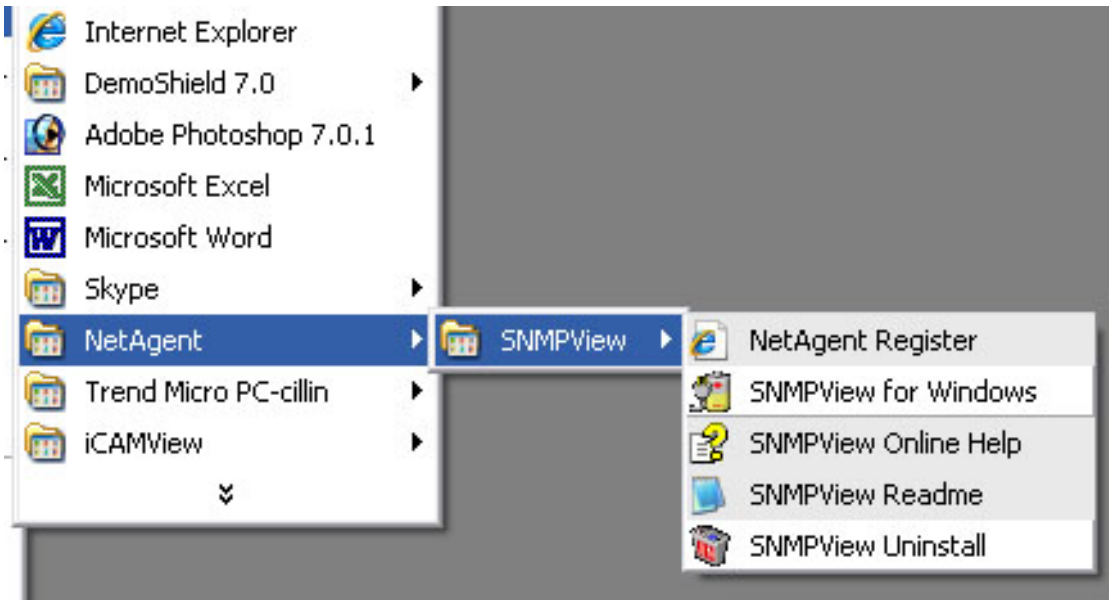 Internet Explorer
DemoShield 7.0
Adobe Photoshop 7.0.1
Microsoft Excel
Microsoft Word
Skype
NetAgent
Trend Micro PC-cillin
iCAMView
SNMPView
NetAgent Register
SNMPView for Windows
SNMPView Online Help
SNMPView Readme
SNMPView Uninstall